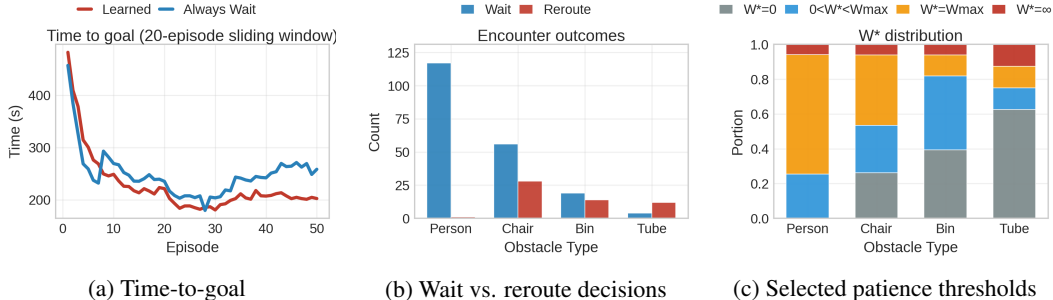 Learned Always Wait
Time to goal (20-episode sliding window)
Time (s)
400
300
200
0 10 20 30 40 50
Episode
(a) Time-to-goal
Wait Reroute
Encounter outcomes
Count
125
100
75
50
25
0
Person Chair Bin Tube
Obstacle Type
(b) Wait vs. reroute decisions
W*=0 0<W*<Wmax W*=Wmax W*=∞
W* distribution
Portion
1.0
0.8
0.6
0.4
0.2
0.0
Person Chair Bin Tube
Obstacle Type
(c) Selected patience thresholds